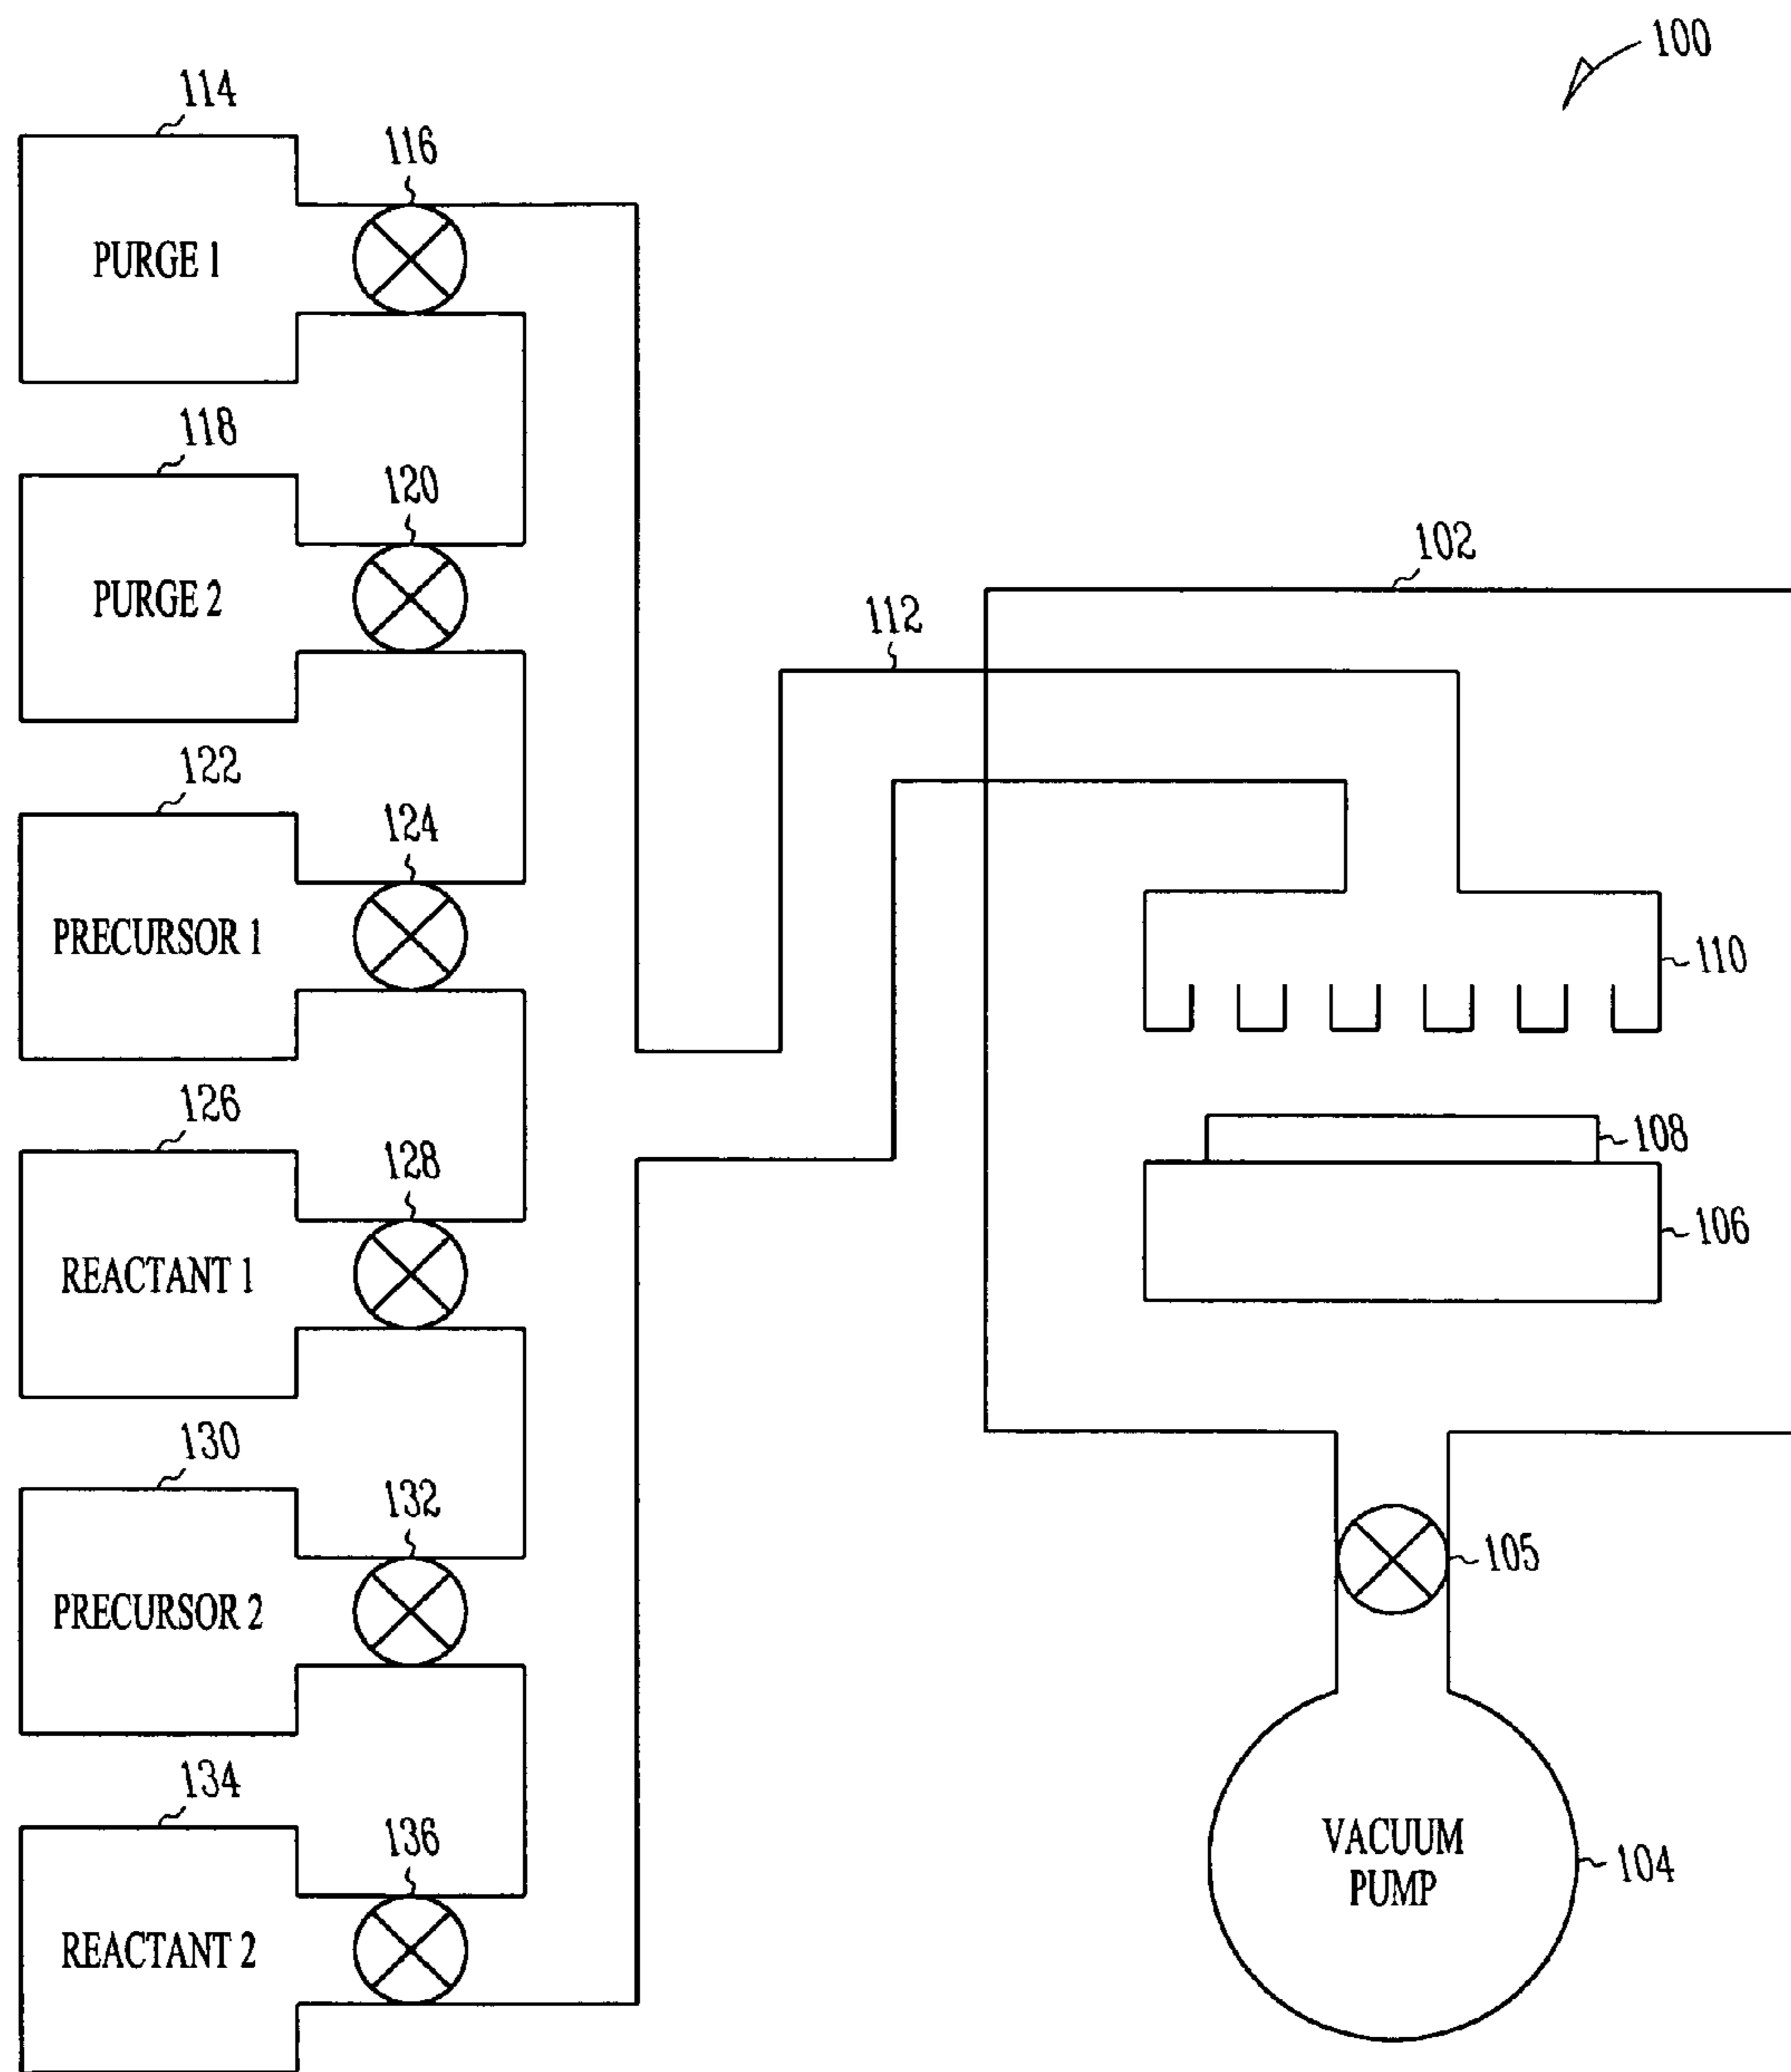 100
114
116
PURGE 1
118
120
PURGE 2
102
112
122
124
PRECURSOR 1
110
126
128
108
REACTANT 1
106
130
132
105
PRECURSOR 2
134
136
VACUUM
PUMP
104
REACTANT 2